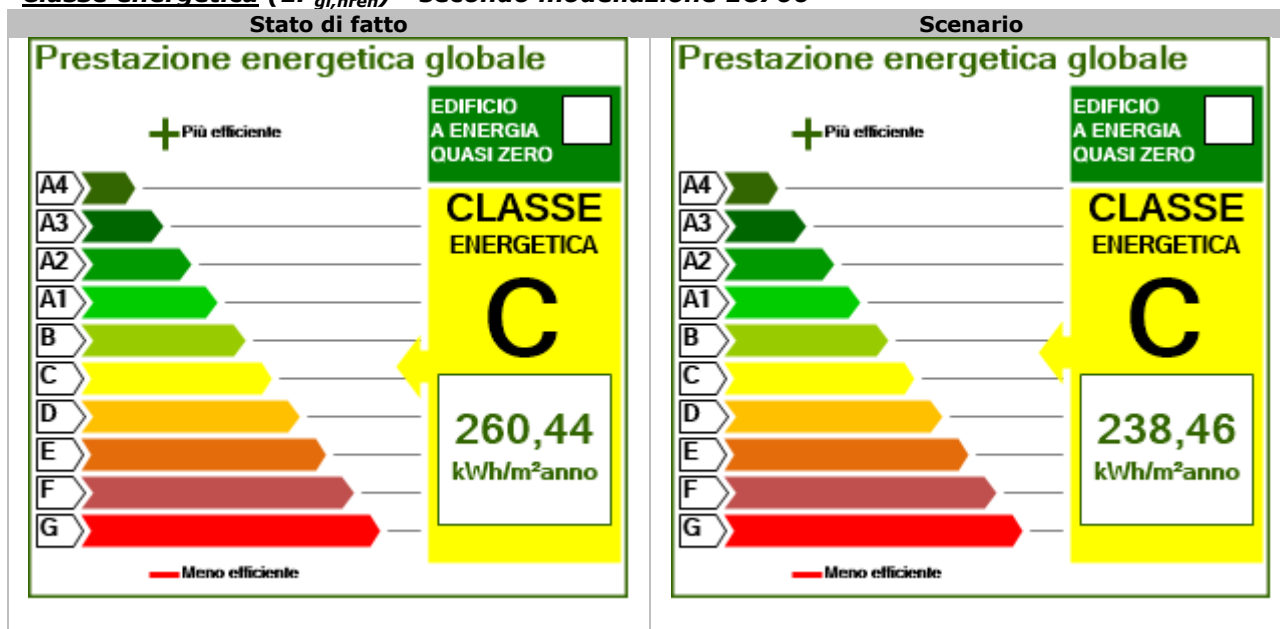 Stato di fatto
Prestazione energetica globale
Più efficiente
EDIFICIO
A ENERGIA
QUASI ZERO
A4
A3
A2
A1
B
C
D
E
F
G
CLASSE
ENERGETICA
C
260,44
kWh/m²anno
Meno efficiente
Scenario
Prestazione energetica globale
Più efficiente
EDIFICIO
A ENERGIA
QUASI ZERO
A4
A3
A2
A1
B
C
D
E
F
G
CLASSE
ENERGETICA
C
238,46
kWh/m²anno
Meno efficiente